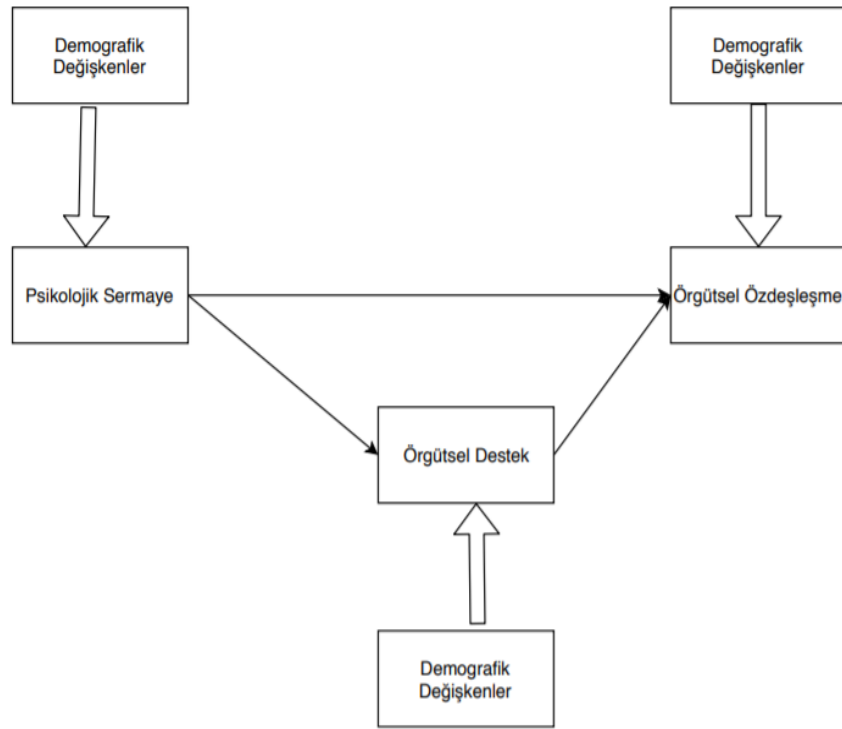 Demografik
Değişkenler
Demografik
Değişkenler
Psikolojik Sermaye
Örgütsel Özdeşleşme
Örgütsel Destek
Demografik
Değişkenler